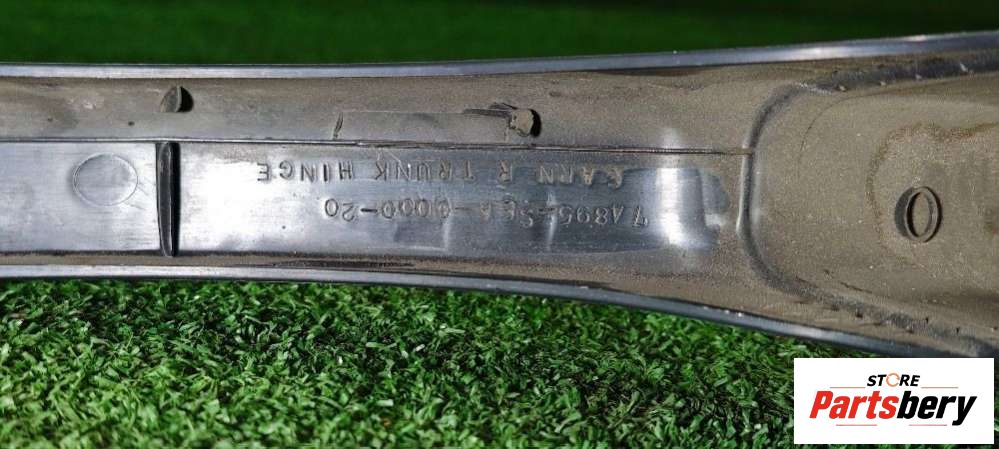 74895-SEA-0000-20
GARN R TRUNK HINGE
STORE
Partsbery